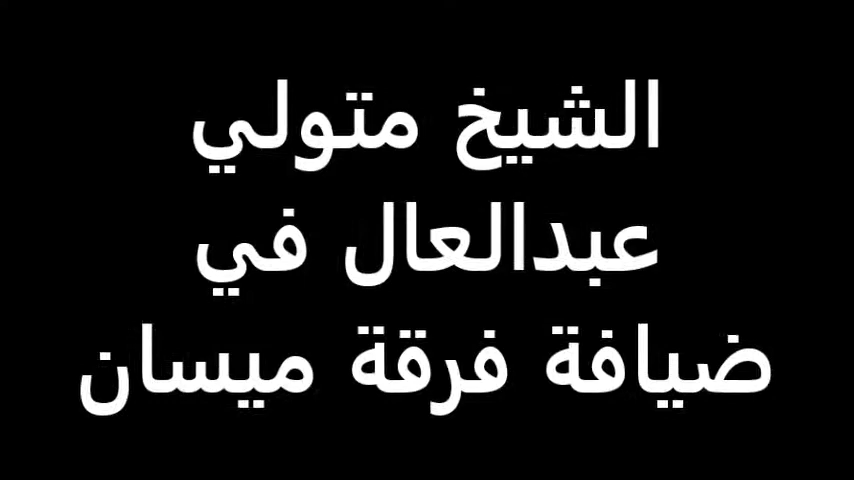 الشيخ متولي
عبدالعال في
ضيافة فرقة ميسان